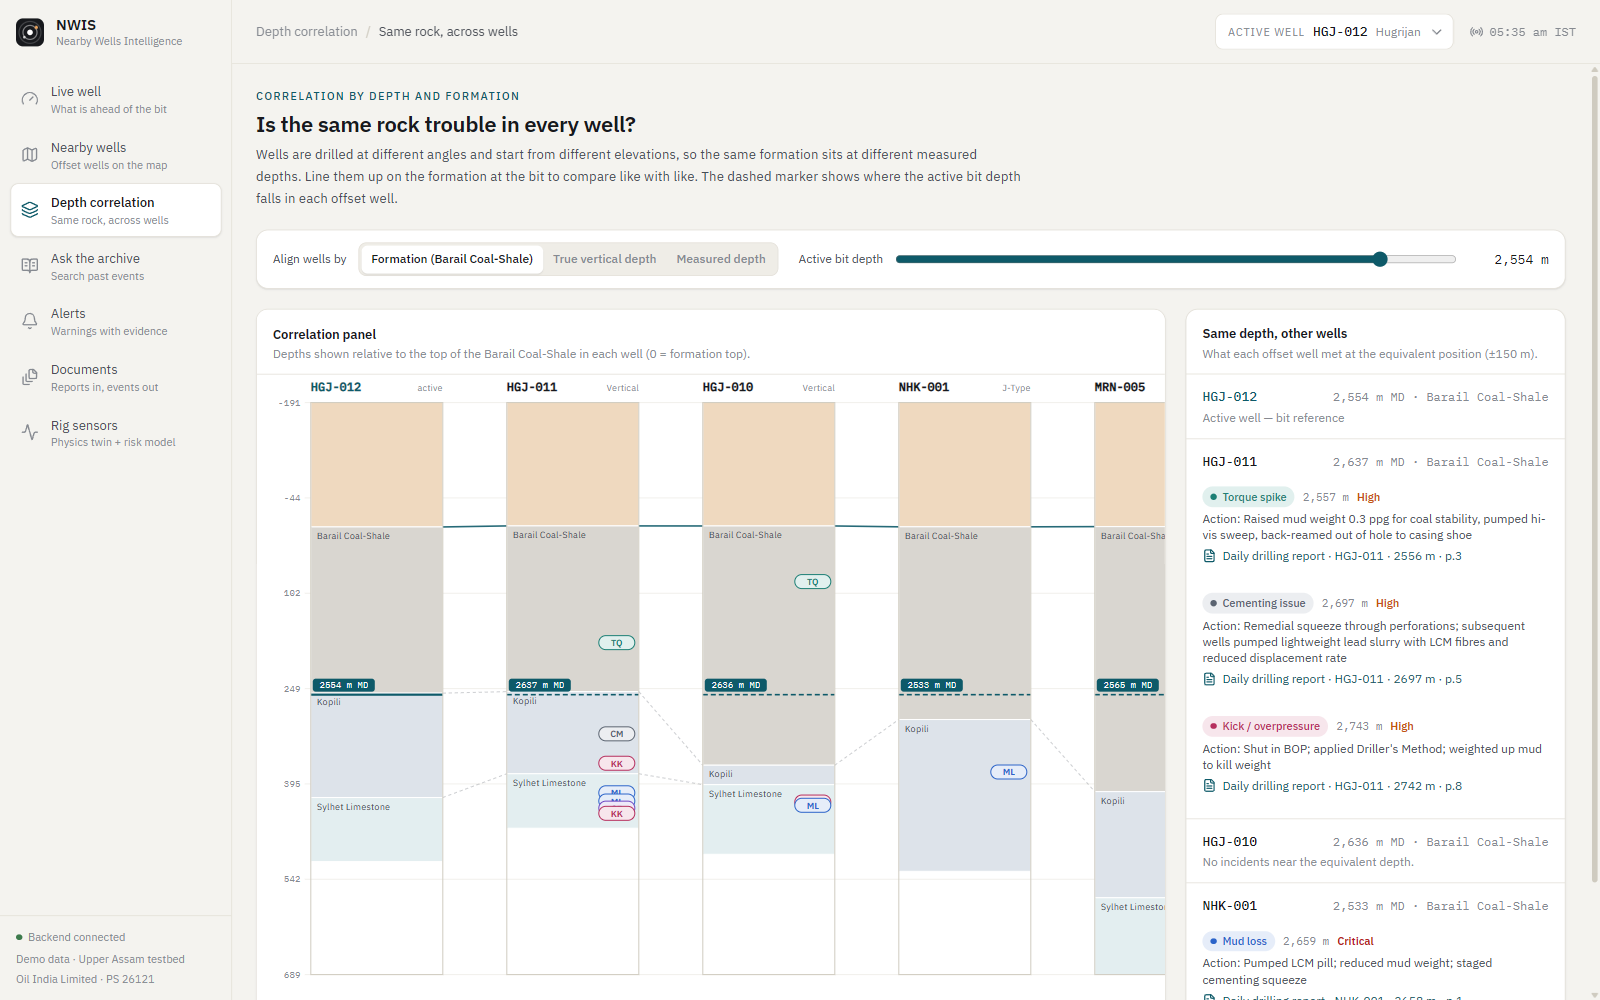 NWIS
Nearby Wells Intelligence
Live well
What is ahead of the bit
Nearby wells
Offset wells on the map
Depth correlation
Same rock, across wells
Ask the archive
Search past events
Alerts
Warnings with evidence
Documents
Reports in, events out
Rig sensors
Physics twin + risk model
Backend connected
Demo data · Upper Assam testbed
Oil India Limited · PS 26121
Depth correlation / Same rock, across wells
ACTIVE WELL HGJ-012 Hugrijan
05:35 am IST
CORRELATION BY DEPTH AND FORMATION
Is the same rock trouble in every well?
Wells are drilled at different angles and start from different elevations, so the same formation sits at different measured
depths. Line them up on the formation at the bit to compare like with like. The dashed marker shows where the active bit depth
falls in each offset well.
Align wells by Formation (Barail Coal-Shale) True vertical depth Measured depth Active bit depth 2,554 m
Correlation panel
Depths shown relative to the top of the Barail Coal-Shale in each well (0 = formation top).
HGJ-012 active HGJ-011 Vertical HGJ-010 Vertical NHK-001 J-Type MRN-005
-191
-44
Barail Coal-Shale Barail Coal-Shale Barail Coal-Shale Barail Coal-Shale Barail Coal-Sha
TQ
102
TQ
2554 m MD 2637 m MD 2636 m MD 2533 m MD 2565 m MD
249
Kopili Kopili
Kopili
CM
KK
Kopili ML
395
Sylhet Limestone Sylhet Limestone
ML
Sylhet Limestone Kopili
ML
KK
542
Sylhet Limesto
689
Same depth, other wells
What each offset well met at the equivalent position (±150 m).
HGJ-012 2,554 m MD · Barail Coal-Shale
Active well — bit reference
HGJ-011 2,637 m MD · Barail Coal-Shale
Torque spike 2,557 m High
Action: Raised mud weight 0.3 ppg for coal stability, pumped hi-
vis sweep, back-reamed out of hole to casing shoe
Daily drilling report · HGJ-011 · 2556 m · p.3
Cementing issue 2,697 m High
Action: Remedial squeeze through perforations; subsequent
wells pumped lightweight lead slurry with LCM fibres and
reduced displacement rate
Daily drilling report · HGJ-011 · 2697 m · p.5
Kick / overpressure 2,743 m High
Action: Shut in BOP; applied Driller's Method; weighted up mud
to kill weight
Daily drilling report · HGJ-011 · 2742 m · p.8
HGJ-010 2,636 m MD · Barail Coal-Shale
No incidents near the equivalent depth.
NHK-001 2,533 m MD · Barail Coal-Shale
Mud loss 2,659 m Critical
Action: Pumped LCM pill; reduced mud weight; staged
cementing squeeze
Daily drilling report · NHK-001 · 2658 m · p.1